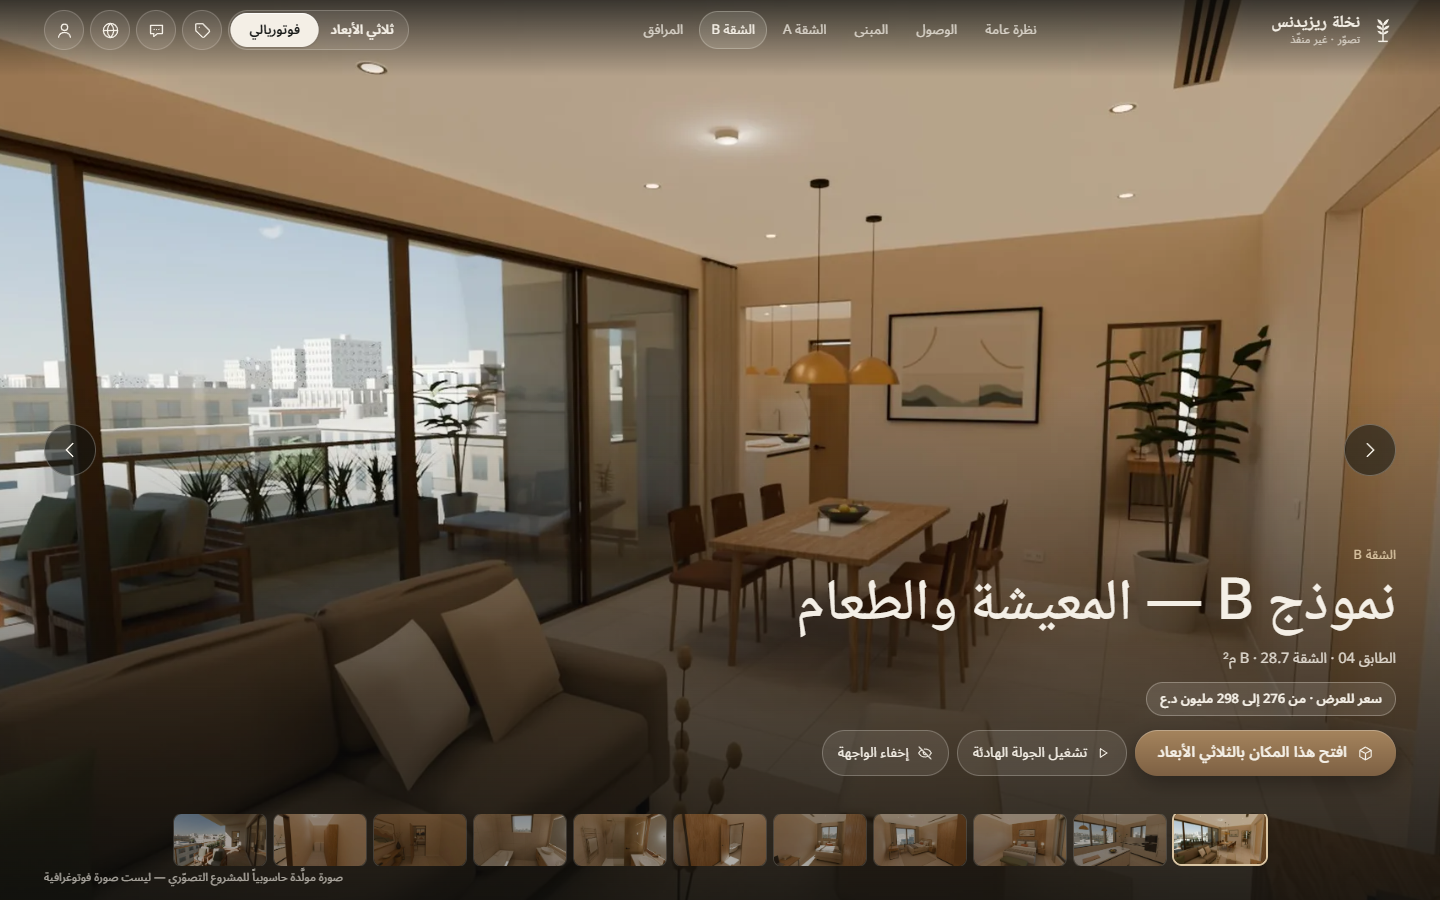 نخلة ريزيدنس
تصوّر · غير منفّذ
نظرة عامة
الوصول
المبنى
الشقة A
الشقة B
المرافق
ثلاثي الأبعاد
فوتوريالي
الشقة B
نموذج B — المعيشة والطعام
الطابق 04 · الشقة B · 28.7 م²
سعر للعرض · من 276 إلى 298 مليون د.ع
افتح هذا المكان بالثلاثي الأبعاد
تشغيل الجولة الهادئة
إخفاء الواجهة
صورة مولّدة حاسوبياً للمشروع التصوّري — ليست صورة فوتوغرافية